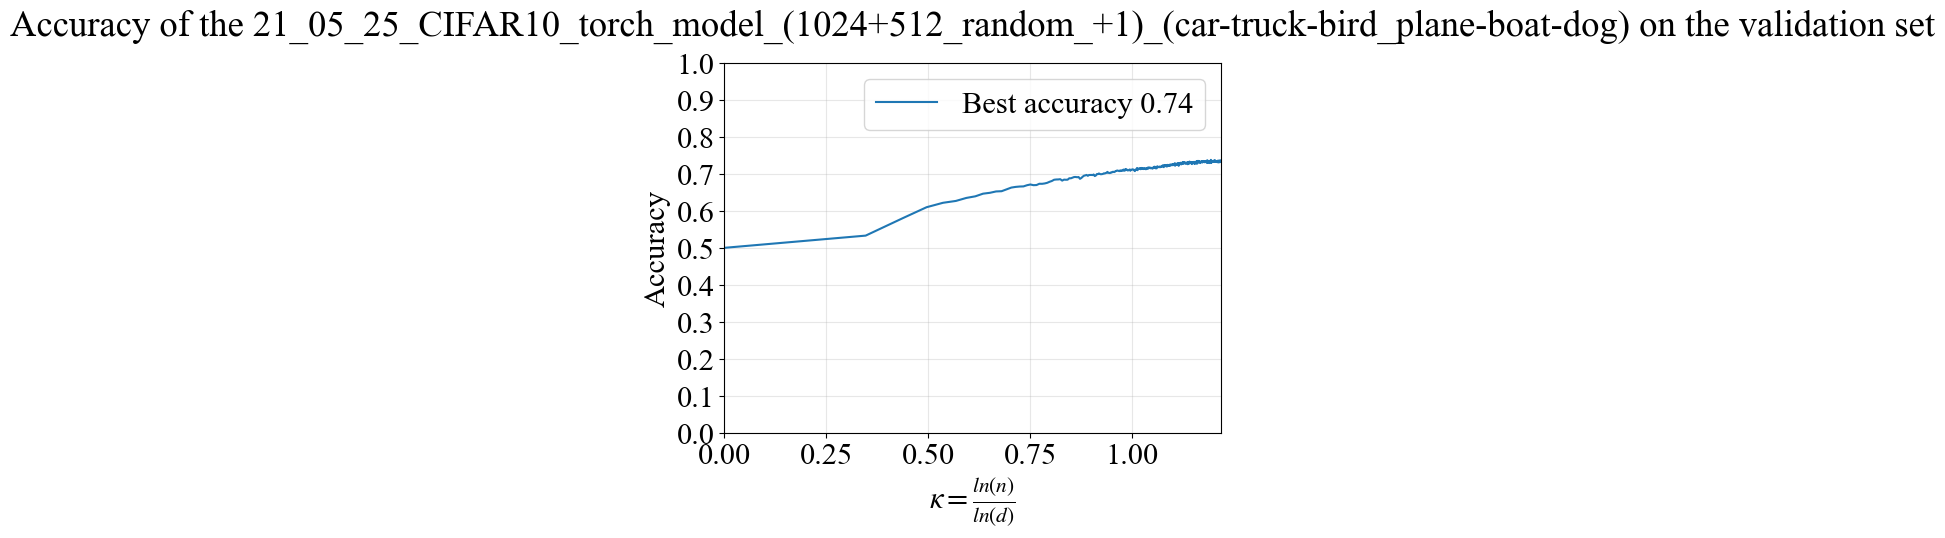 Accuracy of the 21_05_25_CIFAR10_torch_model_(1024+512_random_+1)_(car-truck-bird_plane-boat-dog) on the validation set
Best accuracy 0.74
Accuracy
1.0
0.9
0.8
0.7
0.6
0.5
0.4
0.3
0.2
0.1
0.0
0.00 0.25 0.50 0.75 1.00
κ = ln(n) / ln(d)